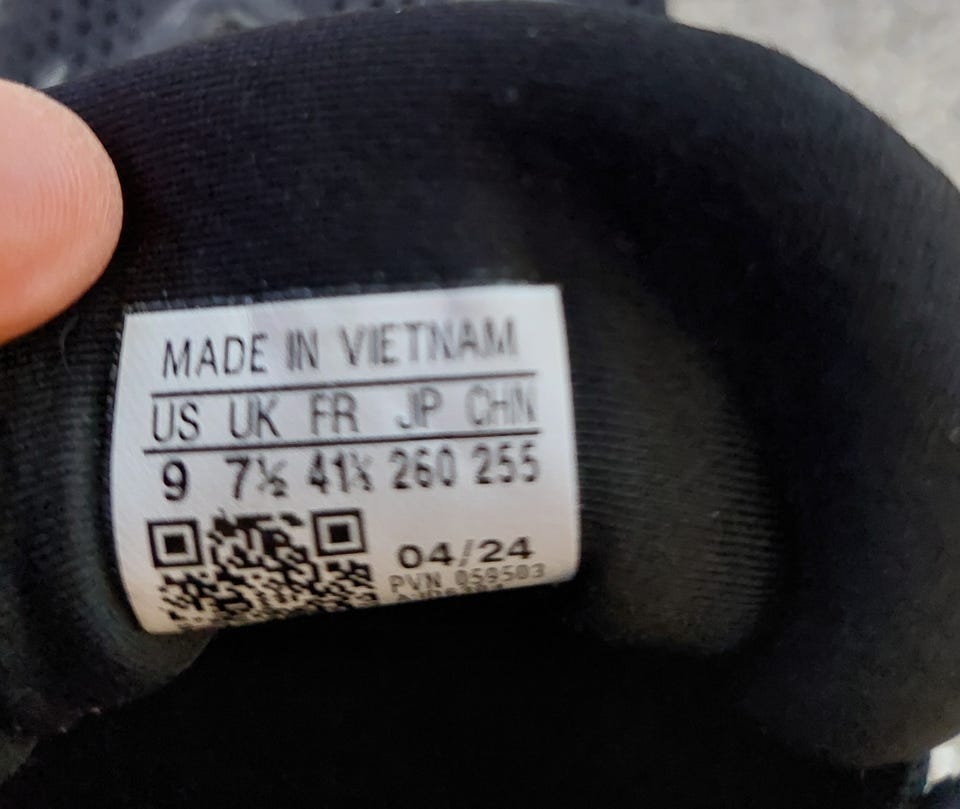 MADE IN VIETNAM
US UK FR JP CHN
9 7½ 41⅓ 260 255
04/24
PVN 059503